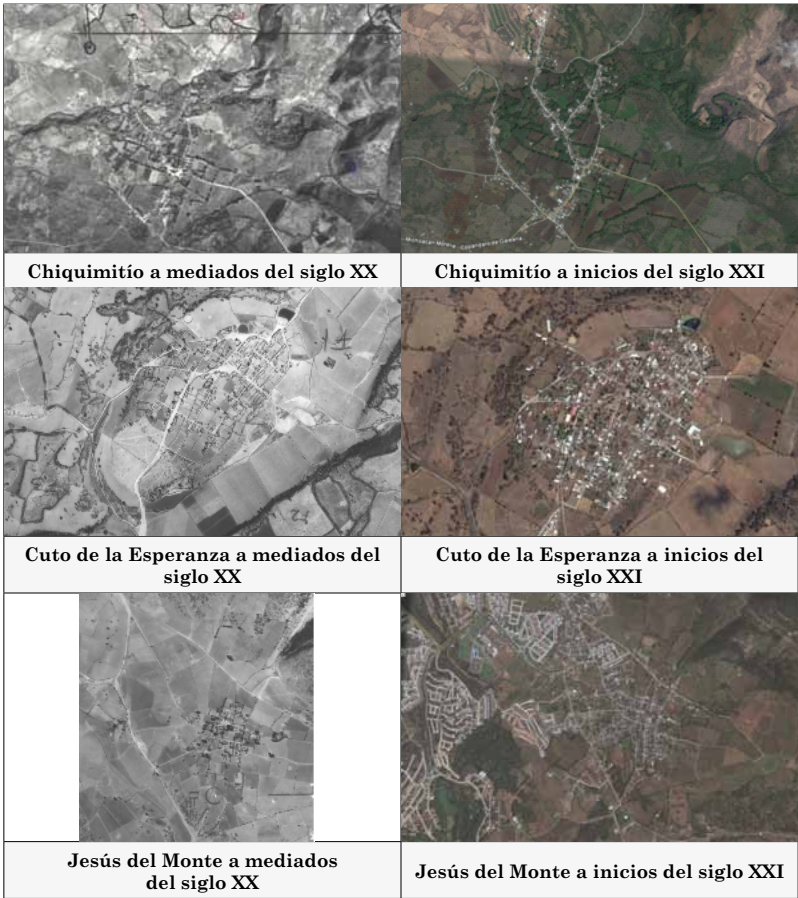 Chiquimitío a mediados del siglo XX
Chiquimitío a inicios del siglo XXI
Cuto de la Esperanza a mediados del
siglo XX
Cuto de la Esperanza a inicios del
siglo XXI
Jesús del Monte a mediados
del siglo XX
Jesús del Monte a inicios del siglo XXI